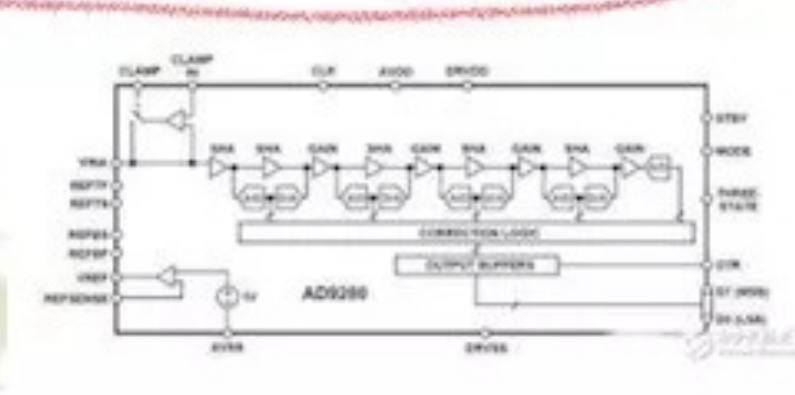 CLAMP
CLAMP IN
CLK
AVDD
DRVDD
STBY
MODE
THREE-STATE
SHA SHA GAIN SHA GAIN SHA GAIN SHA GAIN
VINA
REFTF
REFTS
REFBS
REFBF
VREF
REFSENSE
A/D D/A A/D D/A A/D D/A A/D D/A A/D
CORRECTION LOGIC
OUTPUT BUFFERS
OTR
D7 (MSB)
D0 (LSB)
1V
AD9280
AVSS
DRVSS